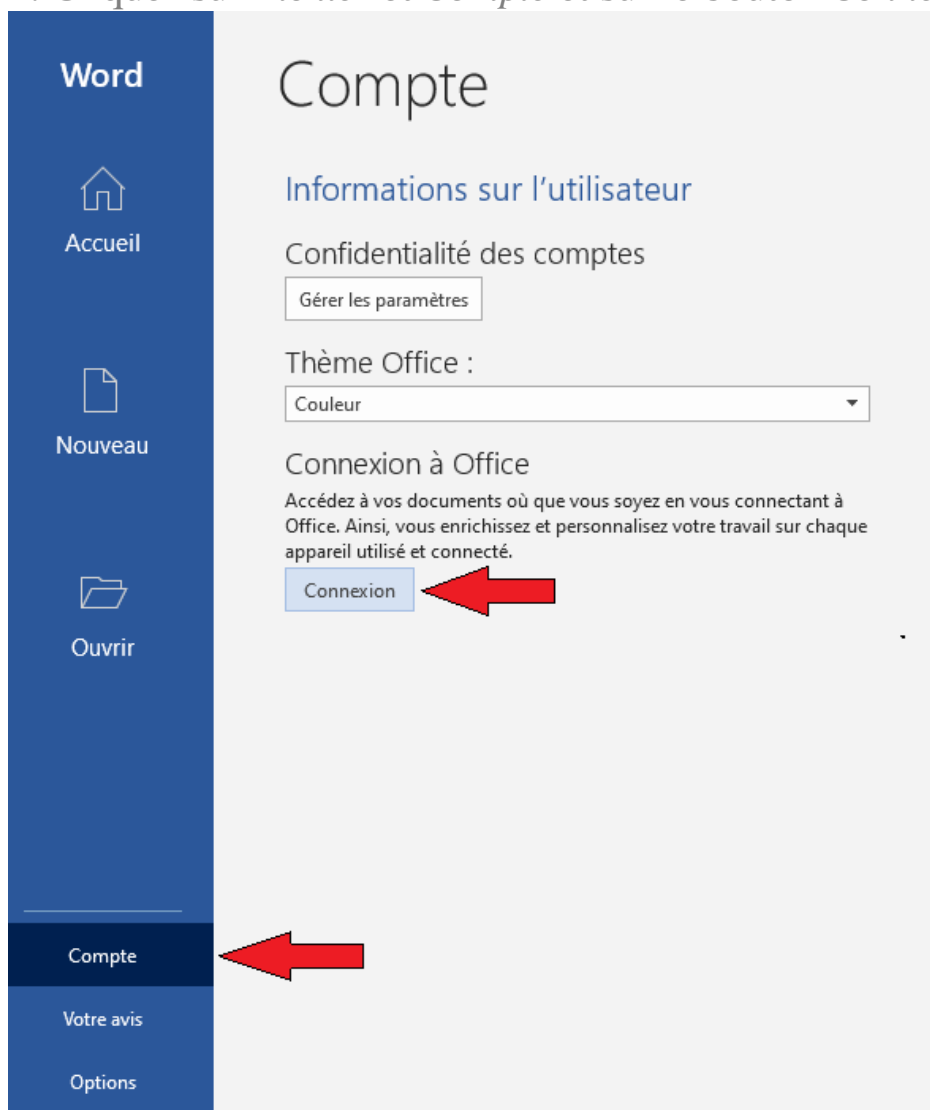 Word
Accueil
Nouveau
Ouvrir
Compte
Votre avis
Options
Compte
Informations sur l'utilisateur
Confidentialité des comptes
Gérer les paramètres
Thème Office :
Couleur
Connexion à Office
Accédez à vos documents où que vous soyez en vous connectant à
Office. Ainsi, vous enrichissez et personnalisez votre travail sur chaque
appareil utilisé et connecté.
Connexion